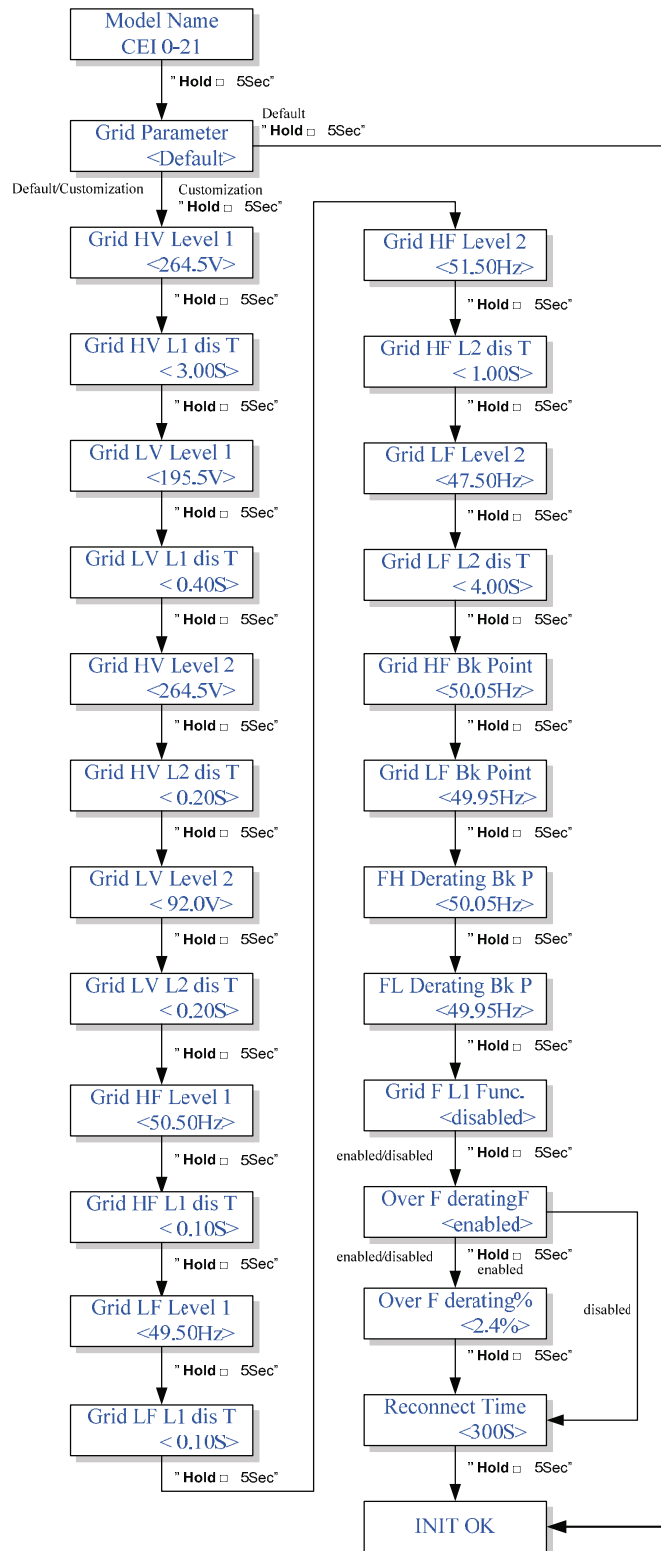 Model Name
CEI 0-21
" Hold □ 5Sec"
Default
" Hold □ 5Sec"
Grid Parameter
<Default>
Default/Customization
Customization
" Hold □ 5Sec"
Grid HV Level 1
<264.5V>
" Hold □ 5Sec"
Grid HV L1 dis T
< 3.00S>
" Hold □ 5Sec"
Grid LV Level 1
<195.5V>
" Hold □ 5Sec"
Grid LV L1 dis T
< 0.40S>
" Hold □ 5Sec"
Grid HV Level 2
<264.5V>
" Hold □ 5Sec"
Grid HV L2 dis T
< 0.20S>
" Hold □ 5Sec"
Grid LV Level 2
< 92.0V>
" Hold □ 5Sec"
Grid LV L2 dis T
< 0.20S>
" Hold □ 5Sec"
Grid HF Level 1
<50.50Hz>
" Hold □ 5Sec"
Grid HF L1 dis T
< 0.10S>
" Hold □ 5Sec"
Grid LF Level 1
<49.50Hz>
" Hold □ 5Sec"
Grid LF L1 dis T
< 0.10S>
" Hold □ 5Sec"
Grid HF Level 2
<51.50Hz>
" Hold □ 5Sec"
Grid HF L2 dis T
< 1.00S>
" Hold □ 5Sec"
Grid LF Level 2
<47.50Hz>
" Hold □ 5Sec"
Grid LF L2 dis T
< 4.00S>
" Hold □ 5Sec"
Grid HF Bk Point
<50.05Hz>
" Hold □ 5Sec"
Grid LF Bk Point
<49.95Hz>
" Hold □ 5Sec"
FH Derating Bk P
<50.05Hz>
" Hold □ 5Sec"
FL Derating Bk P
<49.95Hz>
" Hold □ 5Sec"
Grid F L1 Func.
<disabled>
enabled/disabled
" Hold □ 5Sec"
Over F deratingF
<enabled>
enabled/disabled
" Hold □ 5Sec"
enabled
disabled
Over F derating%
<2.4%>
" Hold □ 5Sec"
Reconnect Time
<300S>
" Hold □ 5Sec"
INIT OK